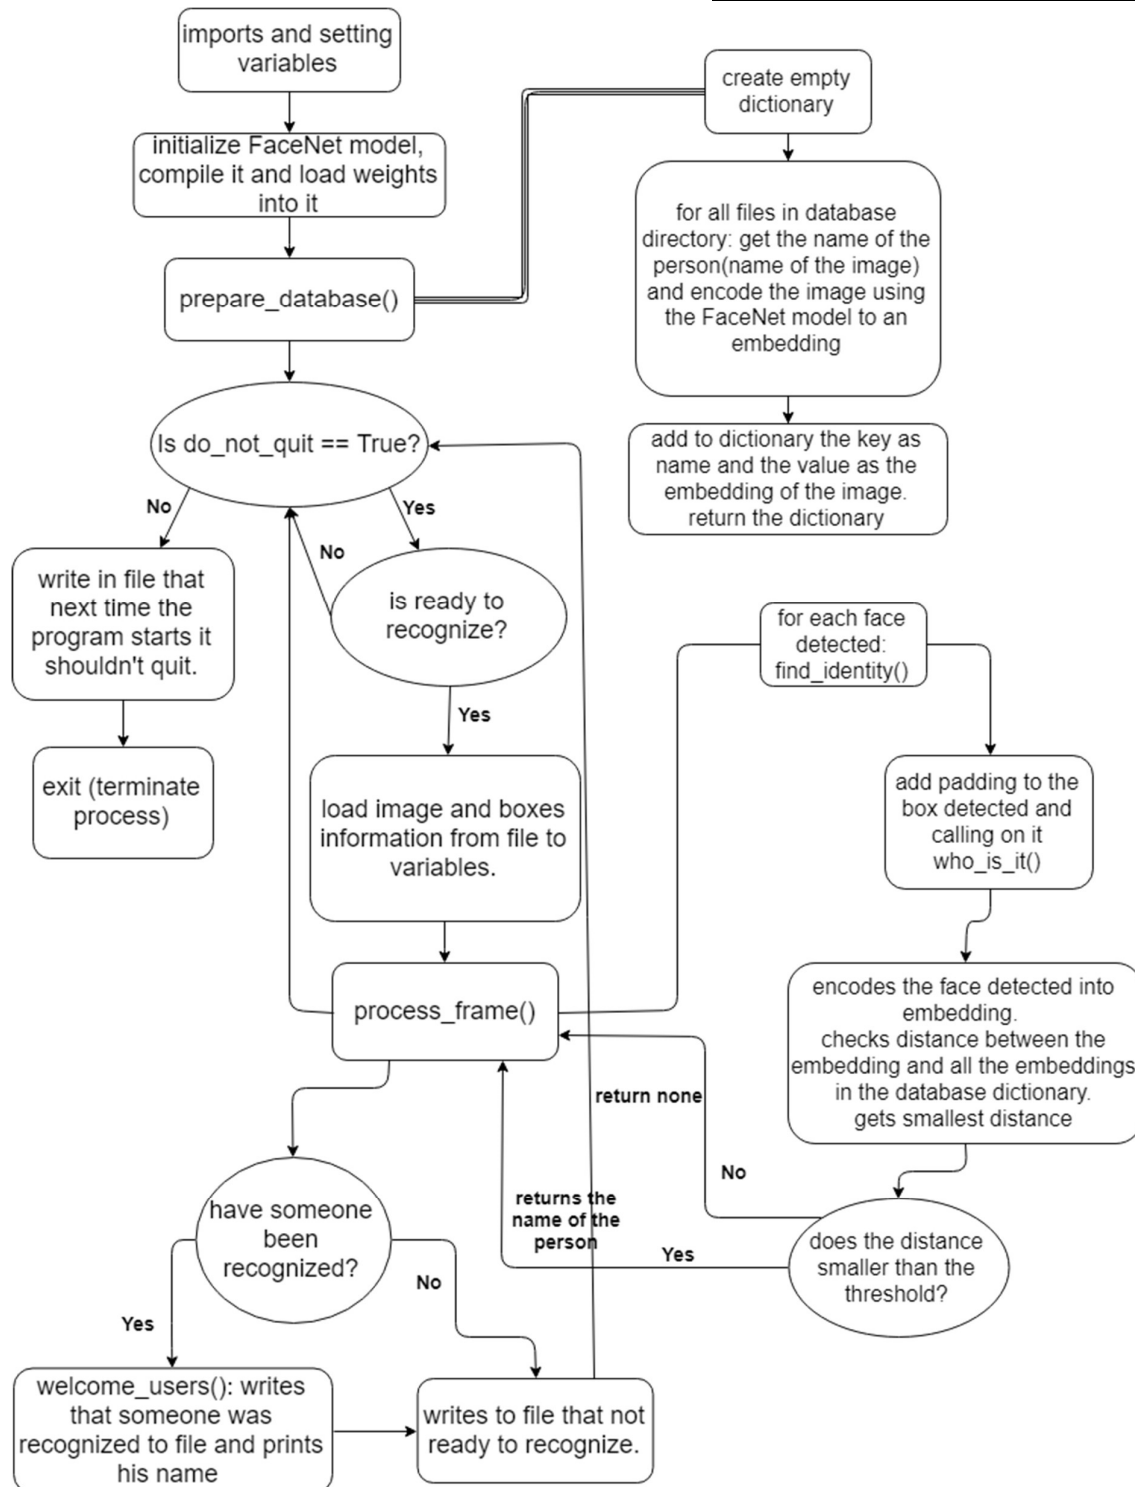 imports and setting
variables
initialize FaceNet model,
compile it and load weights
into it
prepare_database()
create empty
dictionary
for all files in database
directory: get the name of the
person(name of the image)
and encode the image using
the FaceNet model to an
embedding
add to dictionary the key as
name and the value as the
embedding of the image.
return the dictionary
Is do_not_quit == True?
No
Yes
No
write in file that
next time the
program starts it
shouldn't quit.
exit (terminate
process)
is ready to
recognize?
Yes
load image and boxes
information from file to
variables.
process_frame()
for each face
detected:
find_identity()
add padding to the
box detected and
calling on it
who_is_it()
encodes the face detected into
embedding.
checks distance between the
embedding and all the embeddings
in the database dictionary.
gets smallest distance
does the distance
smaller than the
threshold?
No
return none
Yes
returns the
name of the
person
have someone
been
recognized?
Yes
No
welcome_users(): writes
that someone was
recognized to file and prints
his name
writes to file that not
ready to recognize.